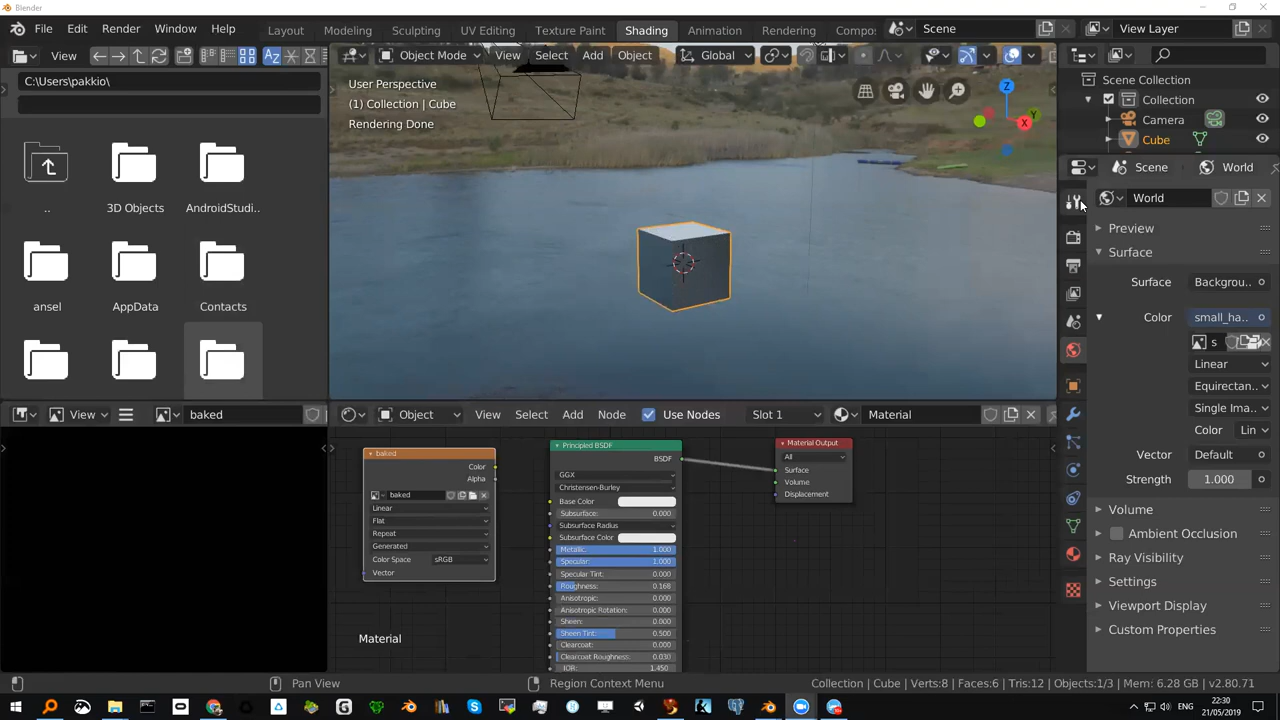 Blender
File
Edit
Render
Window
Help
Layout
Modeling
Sculpting
UV Editing
Texture Paint
Shading
Animation
Rendering
Compos
Scene
View Layer
View
C:\Users\pakkio\
..
3D Objects
AndroidStudi..
ansel
AppData
Contacts
Object Mode
View
Select
Add
Object
Global
User Perspective
(1) Collection | Cube
Rendering Done
Z
Y
X
Scene Collection
Collection
Camera
Cube
Scene
World
World
Preview
Surface
Surface
Backgrou..
Color
small_ha..
s
Linear
Equirectan..
Single Ima..
Color
Lin
Vector
Default
Strength
1.000
Volume
Ambient Occlusion
Ray Visibility
Settings
Viewport Display
Custom Properties
View
baked
Object
View
Select
Add
Node
Use Nodes
Slot 1
Material
baked
Color
Alpha
baked
Linear
Flat
Repeat
Generated
Color Space
sRGB
Vector
Principled BSDF
BSDF
GGX
Christensen-Burley
Base Color
Subsurface:
0.000
Subsurface Radius
Subsurface Color
Metallic:
1.000
Specular:
1.000
Specular Tint:
0.000
Roughness:
0.168
Anisotropic:
0.000
Anisotropic Rotation:
0.000
Sheen:
0.000
Sheen Tint:
0.500
Clearcoat:
0.000
Clearcoat Roughness:
0.030
IOR:
1.450
Material Output
All
Surface
Volume
Displacement
Material
Pan View
Region Context Menu
Collection | Cube | Verts:8 | Faces:6 | Tris:12 | Objects:1/3 | Mem: 6.28 GB | v2.80.71
22:30
21/05/2019